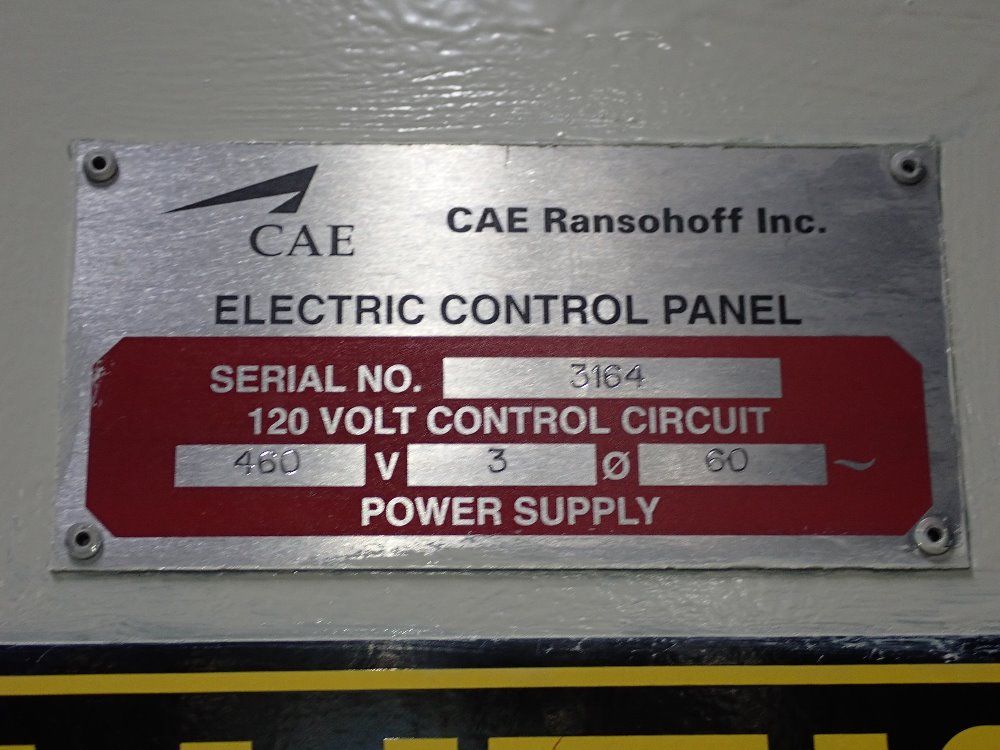 CAE
CAE Ransohoff Inc.
ELECTRIC CONTROL PANEL
SERIAL NO. 3164
120 VOLT CONTROL CIRCUIT
460 V 3 Ø 60 ~
POWER SUPPLY